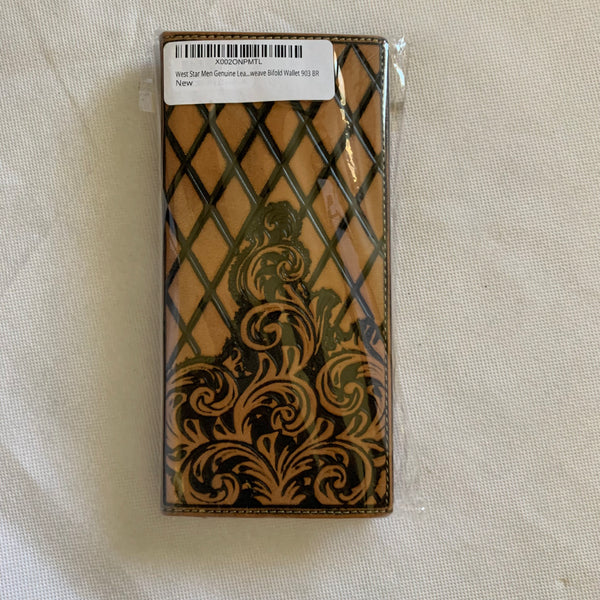 X002ONPMTL
West Star Men Genuine Lea...weave Bifold Wallet 903 BR
New